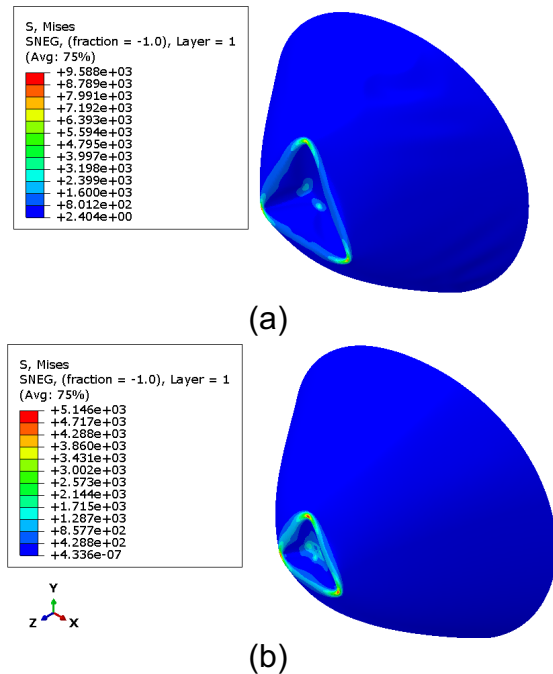 S, Mises
SNEG, (fraction = -1.0), Layer = 1
(Avg: 75%)
+9.588e+03
+8.789e+03
+7.991e+03
+7.192e+03
+6.393e+03
+5.594e+03
+4.795e+03
+3.997e+03
+3.198e+03
+2.399e+03
+1.600e+03
+8.012e+02
+2.404e+00
(a)
S, Mises
SNEG, (fraction = -1.0), Layer = 1
(Avg: 75%)
+5.146e+03
+4.717e+03
+4.288e+03
+3.860e+03
+3.431e+03
+3.002e+03
+2.573e+03
+2.144e+03
+1.715e+03
+1.287e+03
+8.577e+02
+4.288e+02
+4.336e-07
Y
Z X
(b)